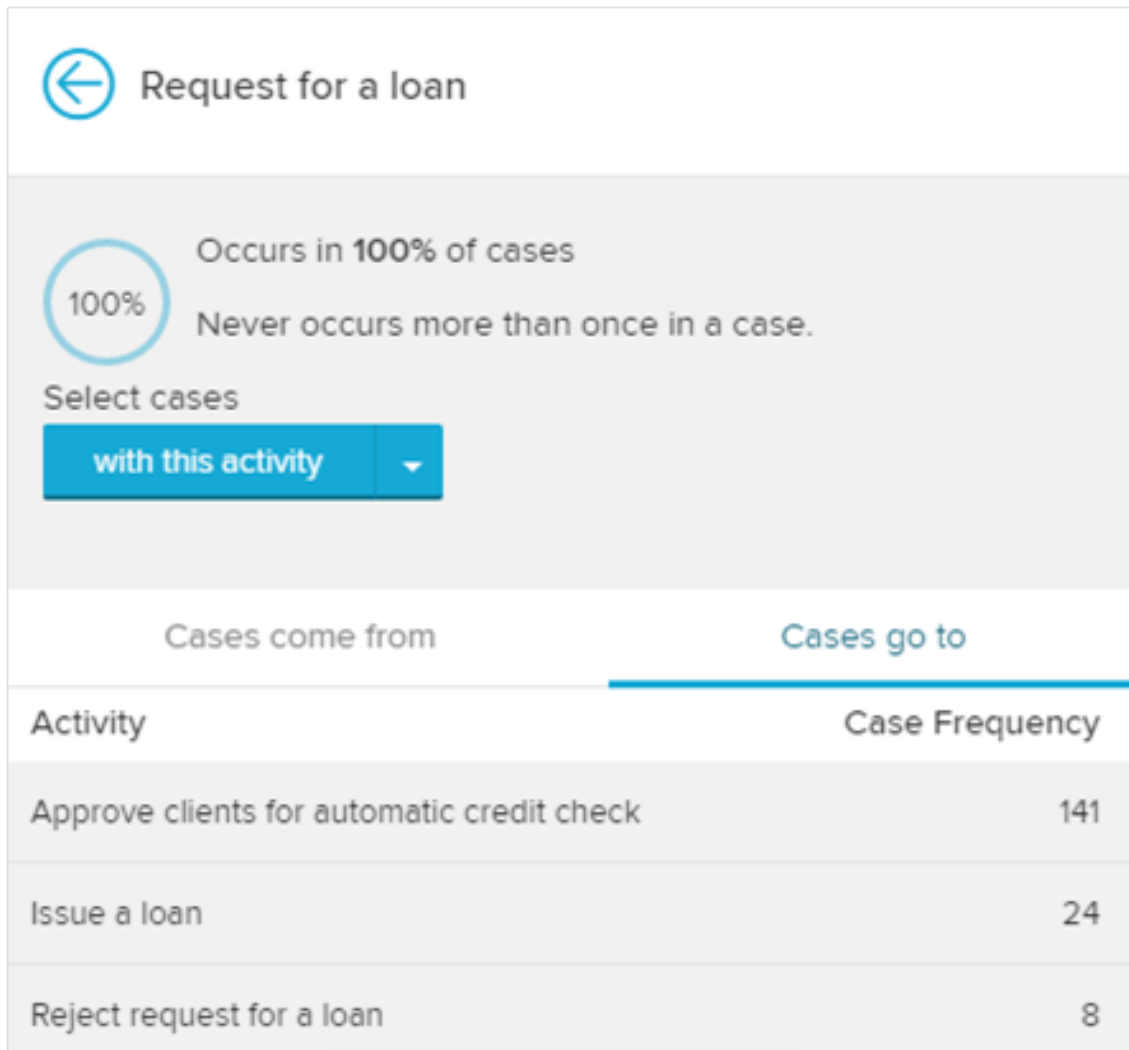 Request for a loan
100%
Occurs in 100% of cases
Never occurs more than once in a case.
Select cases
with this activity
Cases come from Cases go to
Activity Case Frequency
Approve clients for automatic credit check 141
Issue a loan 24
Reject request for a loan 8